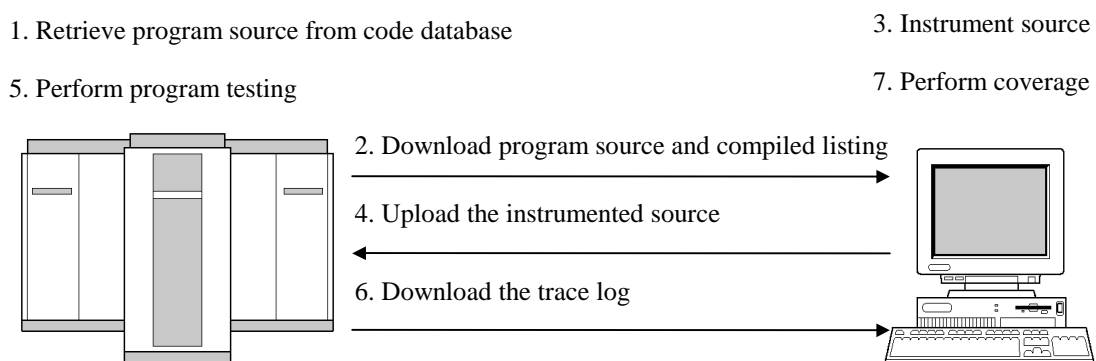 1. Retrieve program source from code database
3. Instrument source
5. Perform program testing
7. Perform coverage
2. Download program source and compiled listing
4. Upload the instrumented source
6. Download the trace log